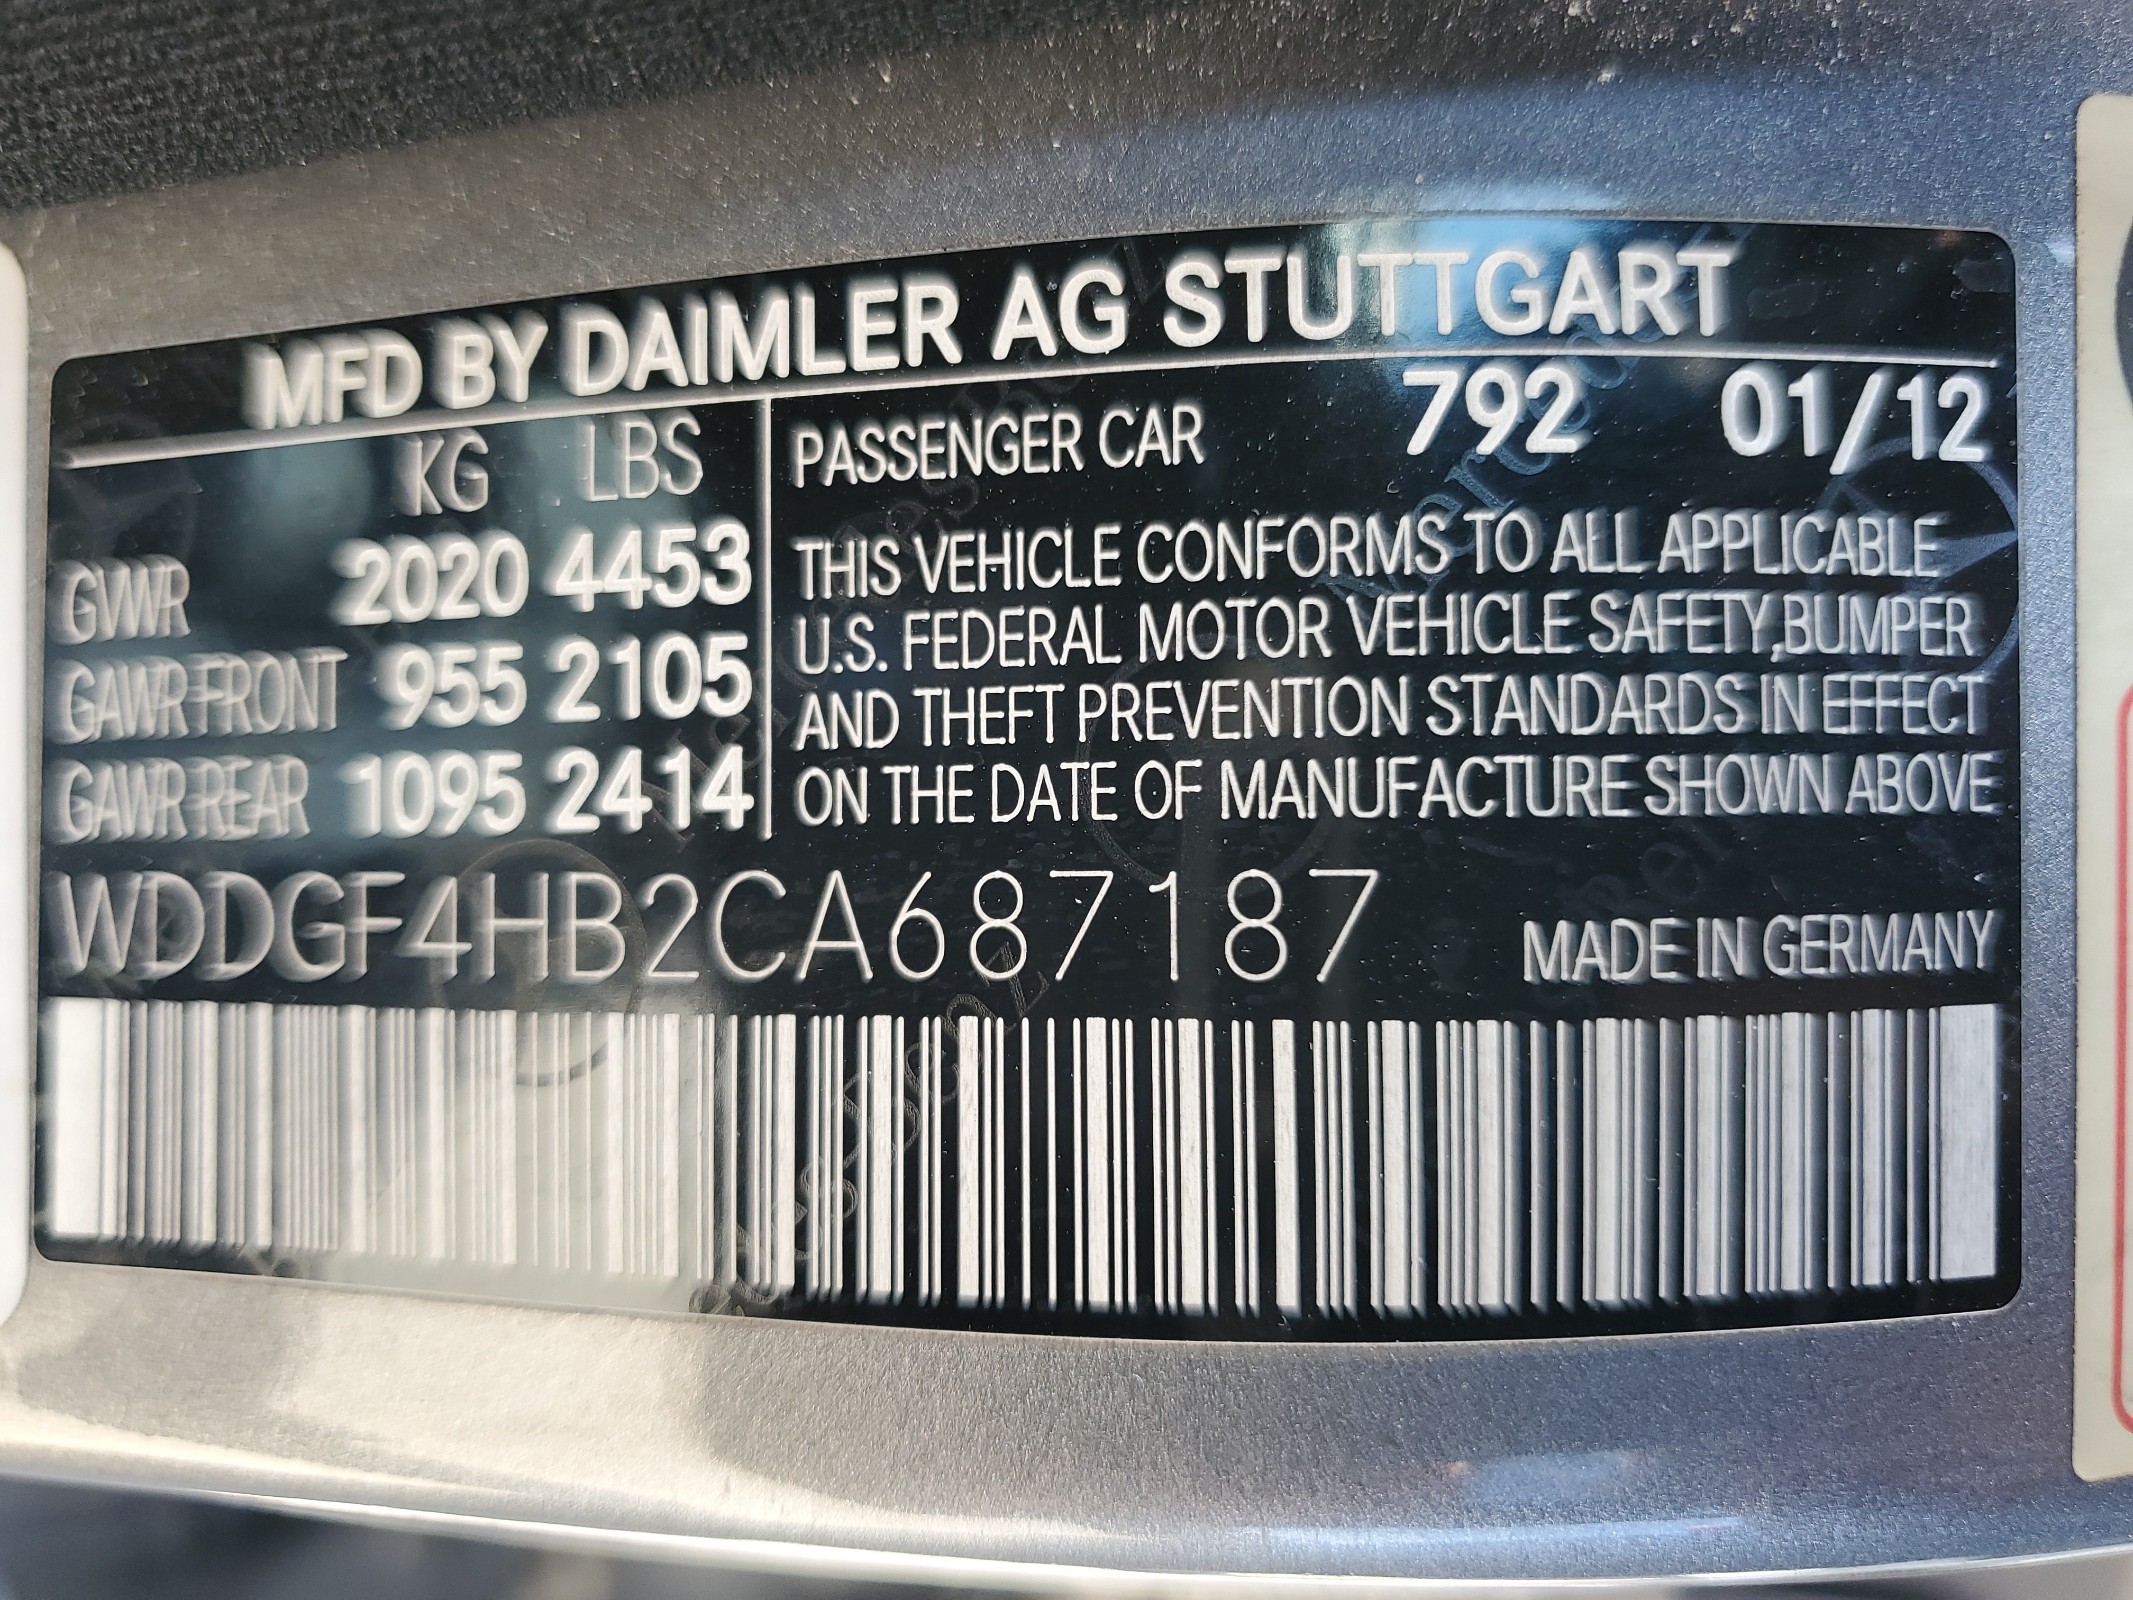 MFD BY DAIMLER AG STUTTGART
KG LBS
GVWR 2020 4453
GAWR FRONT 955 2105
GAWR REAR 1095 2414
PASSENGER CAR 792 01/12
THIS VEHICLE CONFORMS TO ALL APPLICABLE
U.S. FEDERAL MOTOR VEHICLE SAFETY,BUMPER
AND THEFT PREVENTION STANDARDS IN EFFECT
ON THE DATE OF MANUFACTURE SHOWN ABOVE
WDDGF4HB2CA687187
MADE IN GERMANY